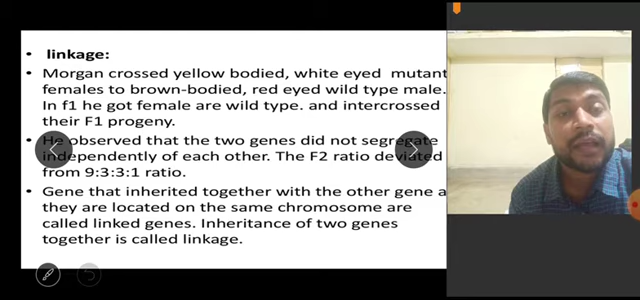 linkage:
Morgan crossed yellow bodied, white eyed mutant
females to brown-bodied, red eyed wild type male.
In f1 he got female are wild type. and intercrossed
their F1 progeny.
He observed that the two genes did not segregate
independently of each other. The F2 ratio deviated
from 9:3:3:1 ratio.
Gene that inherited together with the other gene a
they are located on the same chromosome are
called linked genes. Inheritance of two genes
together is called linkage.